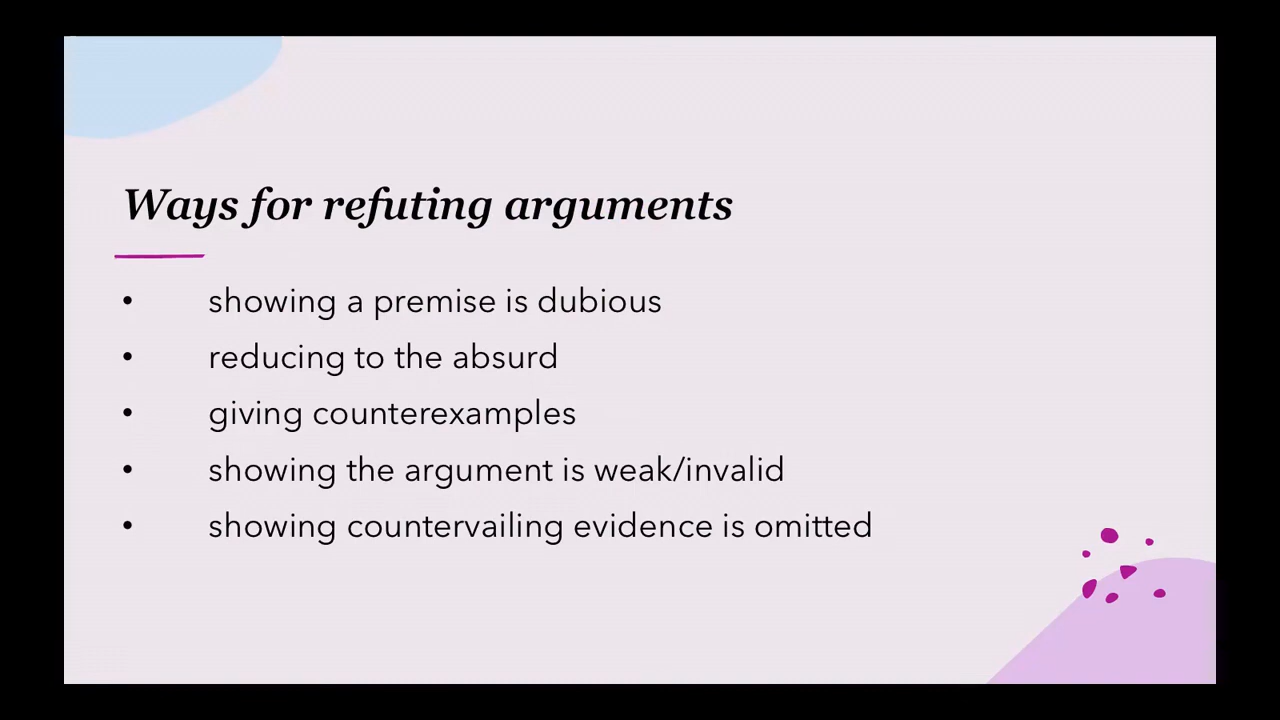 Ways for refuting arguments
• showing a premise is dubious
• reducing to the absurd
• giving counterexamples
• showing the argument is weak/invalid
• showing countervailing evidence is omitted